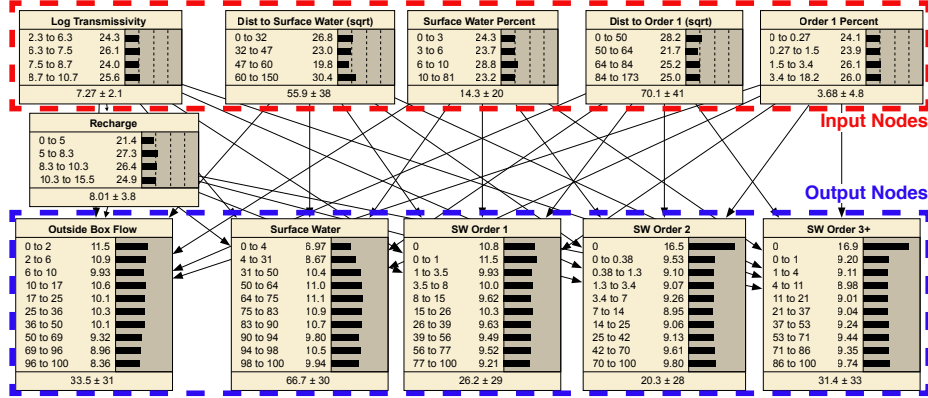 Log Transmissivity
2.3 to 6.3 24.3
6.3 to 7.5 26.1
7.5 to 8.7 24.0
8.7 to 10.7 25.6
7.27 ± 2.1
Dist to Surface Water (sqrt)
0 to 32 26.8
32 to 47 23.0
47 to 60 19.8
60 to 150 30.4
55.9 ± 38
Surface Water Percent
0 to 3 24.3
3 to 6 23.7
6 to 10 28.8
10 to 81 23.2
14.3 ± 20
Dist to Order 1 (sqrt)
0 to 50 28.2
50 to 64 21.7
64 to 84 25.2
84 to 173 25.0
70.1 ± 41
Order 1 Percent
0 to 0.27 24.1
0.27 to 1.5 23.9
1.5 to 3.4 26.1
3.4 to 18.2 26.0
3.68 ± 4.8
Input Nodes
Recharge
0 to 5 21.4
5 to 8.3 27.3
8.3 to 10.3 26.4
10.3 to 15.5 24.9
8.01 ± 3.8
Output Nodes
Outside Box Flow
0 to 2 11.5
2 to 6 10.9
6 to 10 9.93
10 to 17 10.6
17 to 25 10.1
25 to 36 10.3
36 to 50 10.1
50 to 69 9.32
69 to 96 8.96
96 to 100 8.36
33.5 ± 31
Surface Water
0 to 4 6.97
4 to 31 8.67
31 to 50 10.4
50 to 64 11.0
64 to 75 11.1
75 to 83 10.9
83 to 90 10.7
90 to 94 9.80
94 to 98 10.5
98 to 100 9.94
66.7 ± 30
SW Order 1
0 10.8
0 to 1 11.5
1 to 3.5 9.93
3.5 to 8 10.0
8 to 15 9.62
15 to 26 10.3
26 to 39 9.63
39 to 56 9.49
56 to 77 9.52
77 to 100 9.21
26.2 ± 29
SW Order 2
0 16.5
0 to 0.38 9.53
0.38 to 1.3 9.10
1.3 to 3.4 9.07
3.4 to 7 9.26
7 to 14 8.95
14 to 25 9.06
25 to 42 9.13
42 to 70 9.61
70 to 100 9.80
20.3 ± 28
SW Order 3+
0 16.9
0 to 1 9.20
1 to 4 9.11
4 to 11 8.98
11 to 21 9.01
21 to 37 9.04
37 to 53 9.24
53 to 71 9.44
71 to 86 9.35
86 to 100 9.74
31.4 ± 33